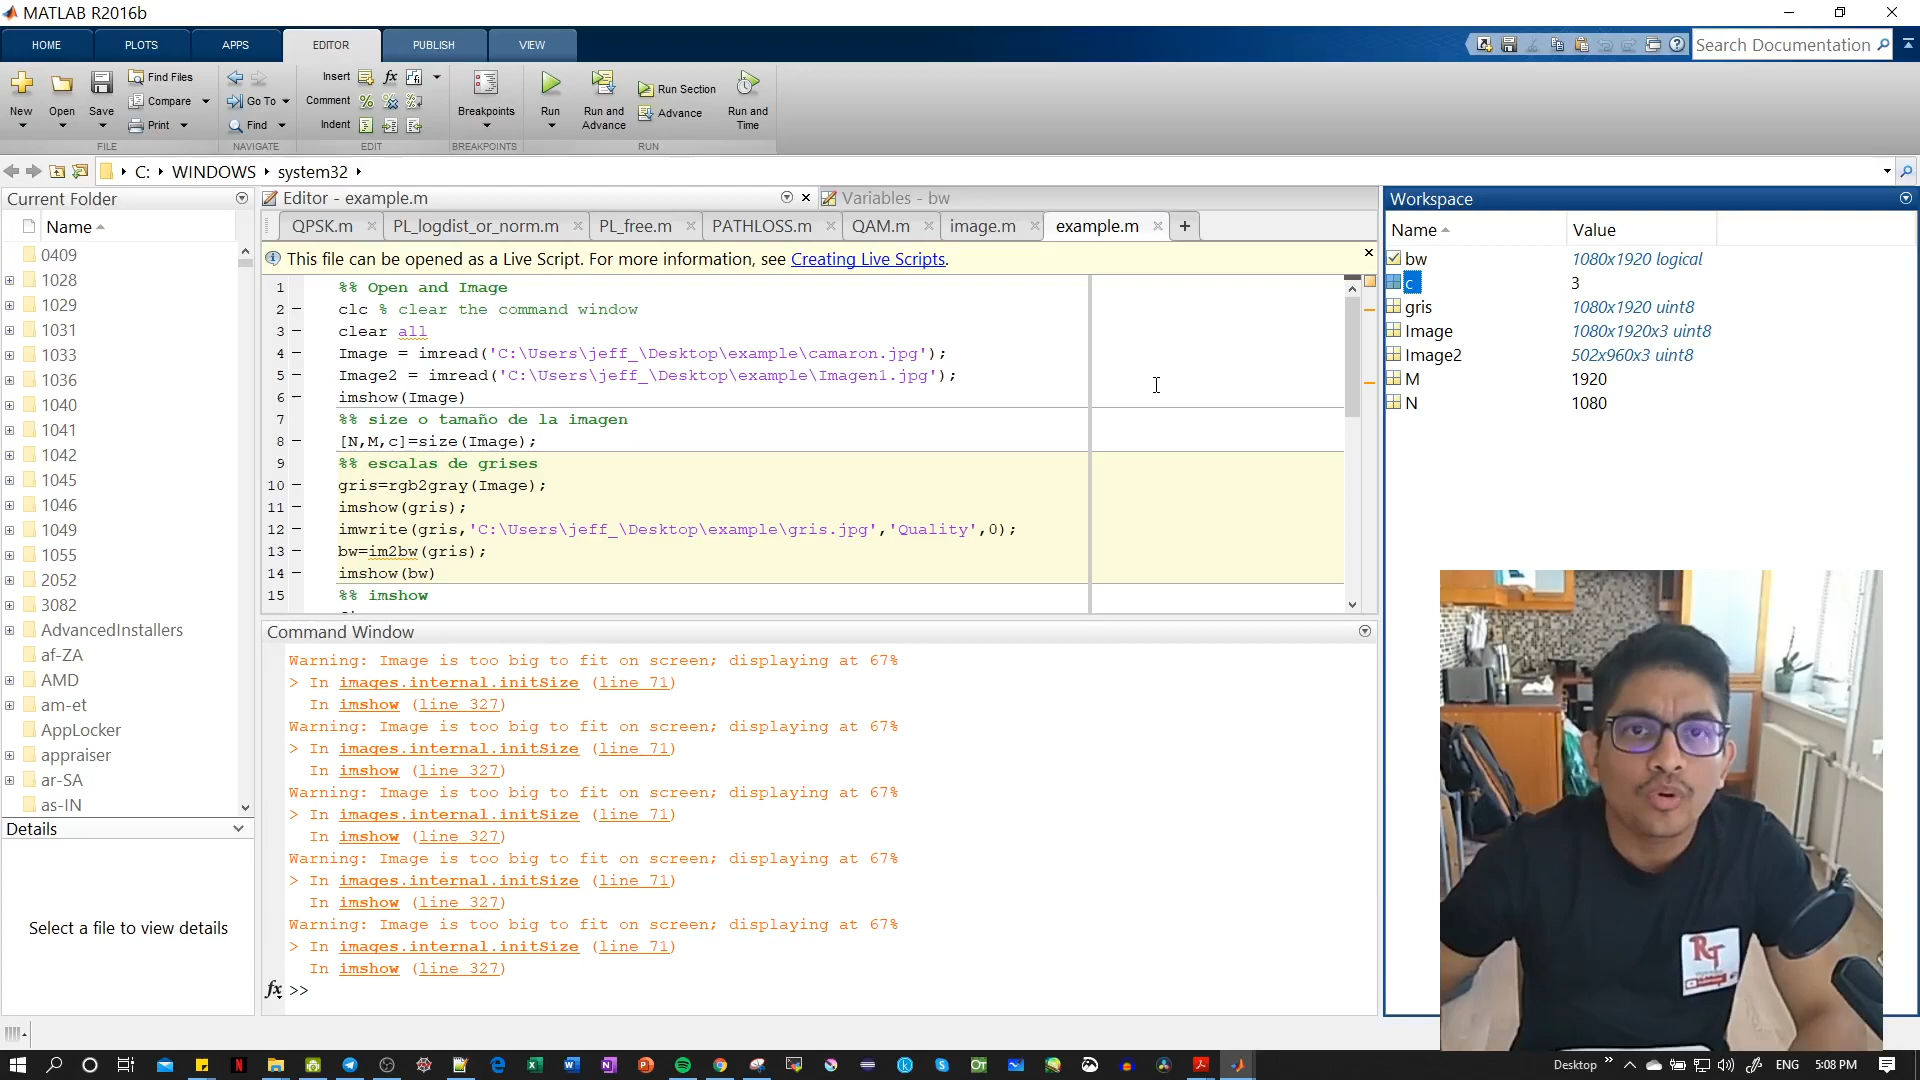 MATLAB R2016b
HOME PLOTS APPS EDITOR PUBLISH VIEW
Search Documentation
New Open Save
Find Files
Compare
Print
FILE
Go To
Find
NAVIGATE
Insert fx
Comment
Indent
EDIT
Breakpoints
BREAKPOINTS
Run
Run and Advance
Run Section
Advance
Run and Time
RUN
C: WINDOWS system32
Current Folder
Name
0409
1028
1029
1031
1033
1036
1040
1041
1042
1045
1046
1049
1055
2052
3082
AdvancedInstallers
af-ZA
AMD
am-et
AppLocker
appraiser
ar-SA
as-IN
Details
Select a file to view details
Editor - example.m
Variables - bw
QPSK.m PL_logdist_or_norm.m PL_free.m PATHLOSS.m QAM.m image.m example.m +
This file can be opened as a Live Script. For more information, see Creating Live Scripts.
1 %% Open and Image
2 clc % clear the command window
3 clear all
4 Image = imread('C:\Users\jeff_\Desktop\example\camaron.jpg');
5 Image2 = imread('C:\Users\jeff_\Desktop\example\Imagen1.jpg');
6 imshow(Image)
7 %% size o tamaño de la imagen
8 [N,M,c]=size(Image);
9 %% escalas de grises
10 gris=rgb2gray(Image);
11 imshow(gris);
12 imwrite(gris,'C:\Users\jeff_\Desktop\example\gris.jpg','Quality',0);
13 bw=im2bw(gris);
14 imshow(bw)
15 %% imshow
Command Window
Warning: Image is too big to fit on screen; displaying at 67%
> In images.internal.initSize (line 71)
In imshow (line 327)
Warning: Image is too big to fit on screen; displaying at 67%
> In images.internal.initSize (line 71)
In imshow (line 327)
Warning: Image is too big to fit on screen; displaying at 67%
> In images.internal.initSize (line 71)
In imshow (line 327)
Warning: Image is too big to fit on screen; displaying at 67%
> In images.internal.initSize (line 71)
In imshow (line 327)
Warning: Image is too big to fit on screen; displaying at 67%
> In images.internal.initSize (line 71)
In imshow (line 327)
fx >>
Workspace
Name Value
bw 1080x1920 logical
c 3
gris 1080x1920 uint8
Image 1080x1920x3 uint8
Image2 502x960x3 uint8
M 1920
N 1080
RT
Desktop » ENG 5:08 PM